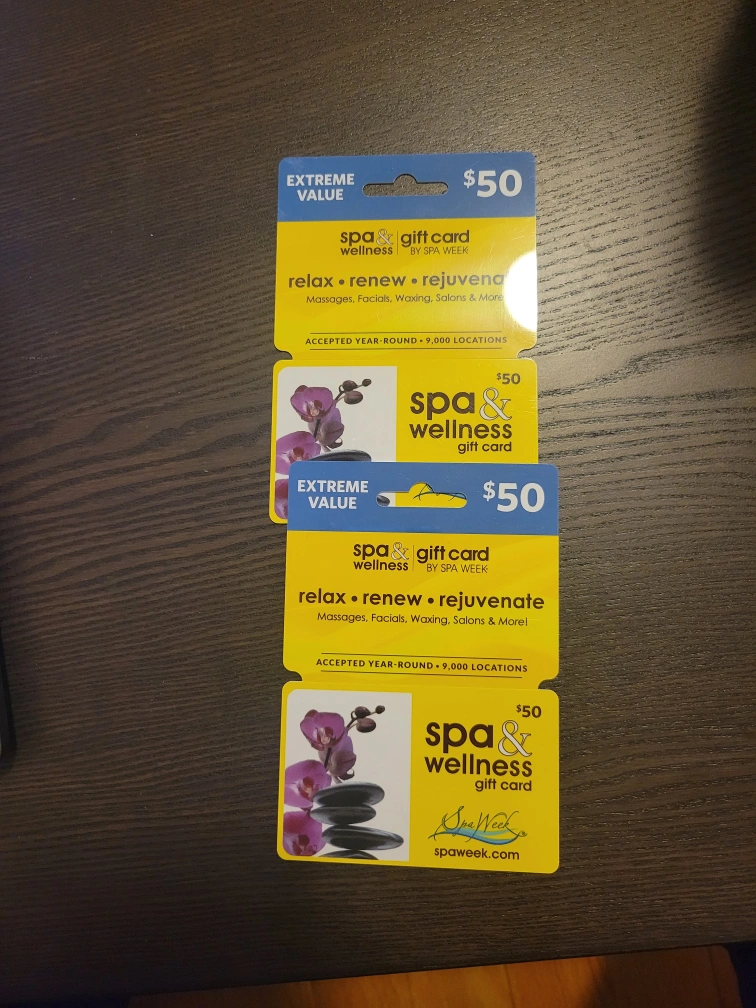 EXTREME
VALUE
$50
spa & wellness | gift card
BY SPA WEEK
relax • renew •
Massages, Facials, Waxing, Salons & More
ACCEPTED YEAR-ROUND • 9,000 LOCATIONS
$50
spa &
wellness
gift card
EXTREME
VALUE
$50
spa & wellness | gift card
BY SPA WEEK
relax • renew • rejuvenate
Massages, Facials, Waxing, Salons & More!
ACCEPTED YEAR-ROUND • 9,000 LOCATIONS
$50
spa &
wellness
gift card
Spa Week®
spaweek.com